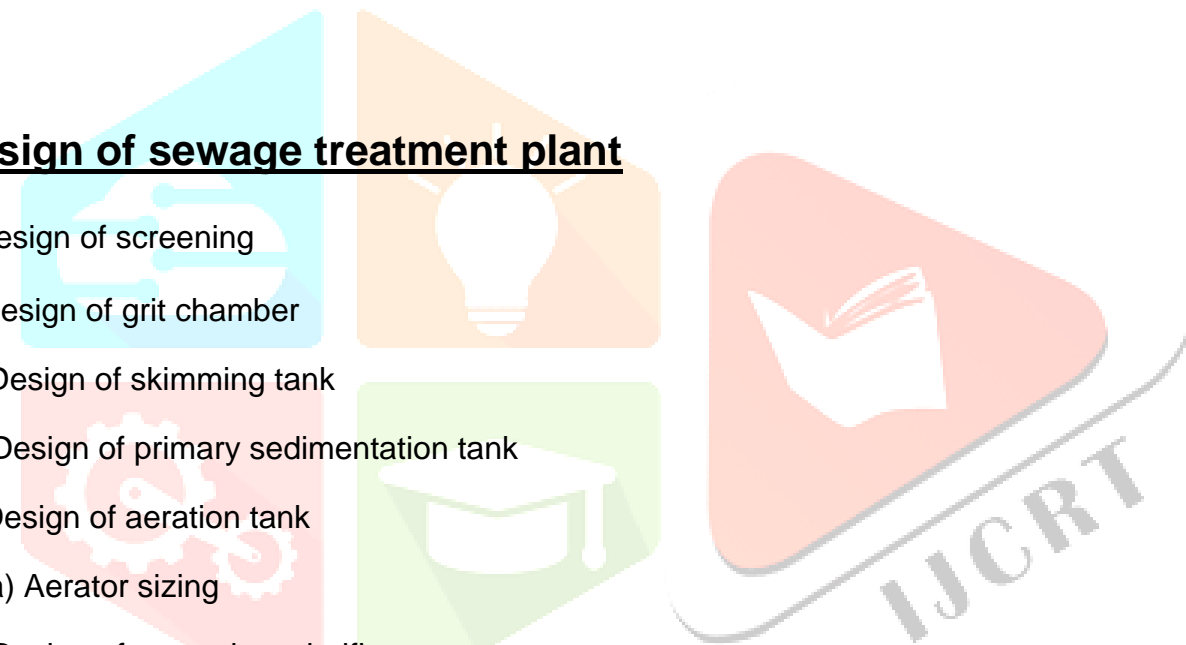 sign of sewage treatment plant
esign of screening
esign of grit chamber
Design of skimming tank
Design of primary sedimentation tank
Design of aeration tank
a) Aerator sizing
IJCRT